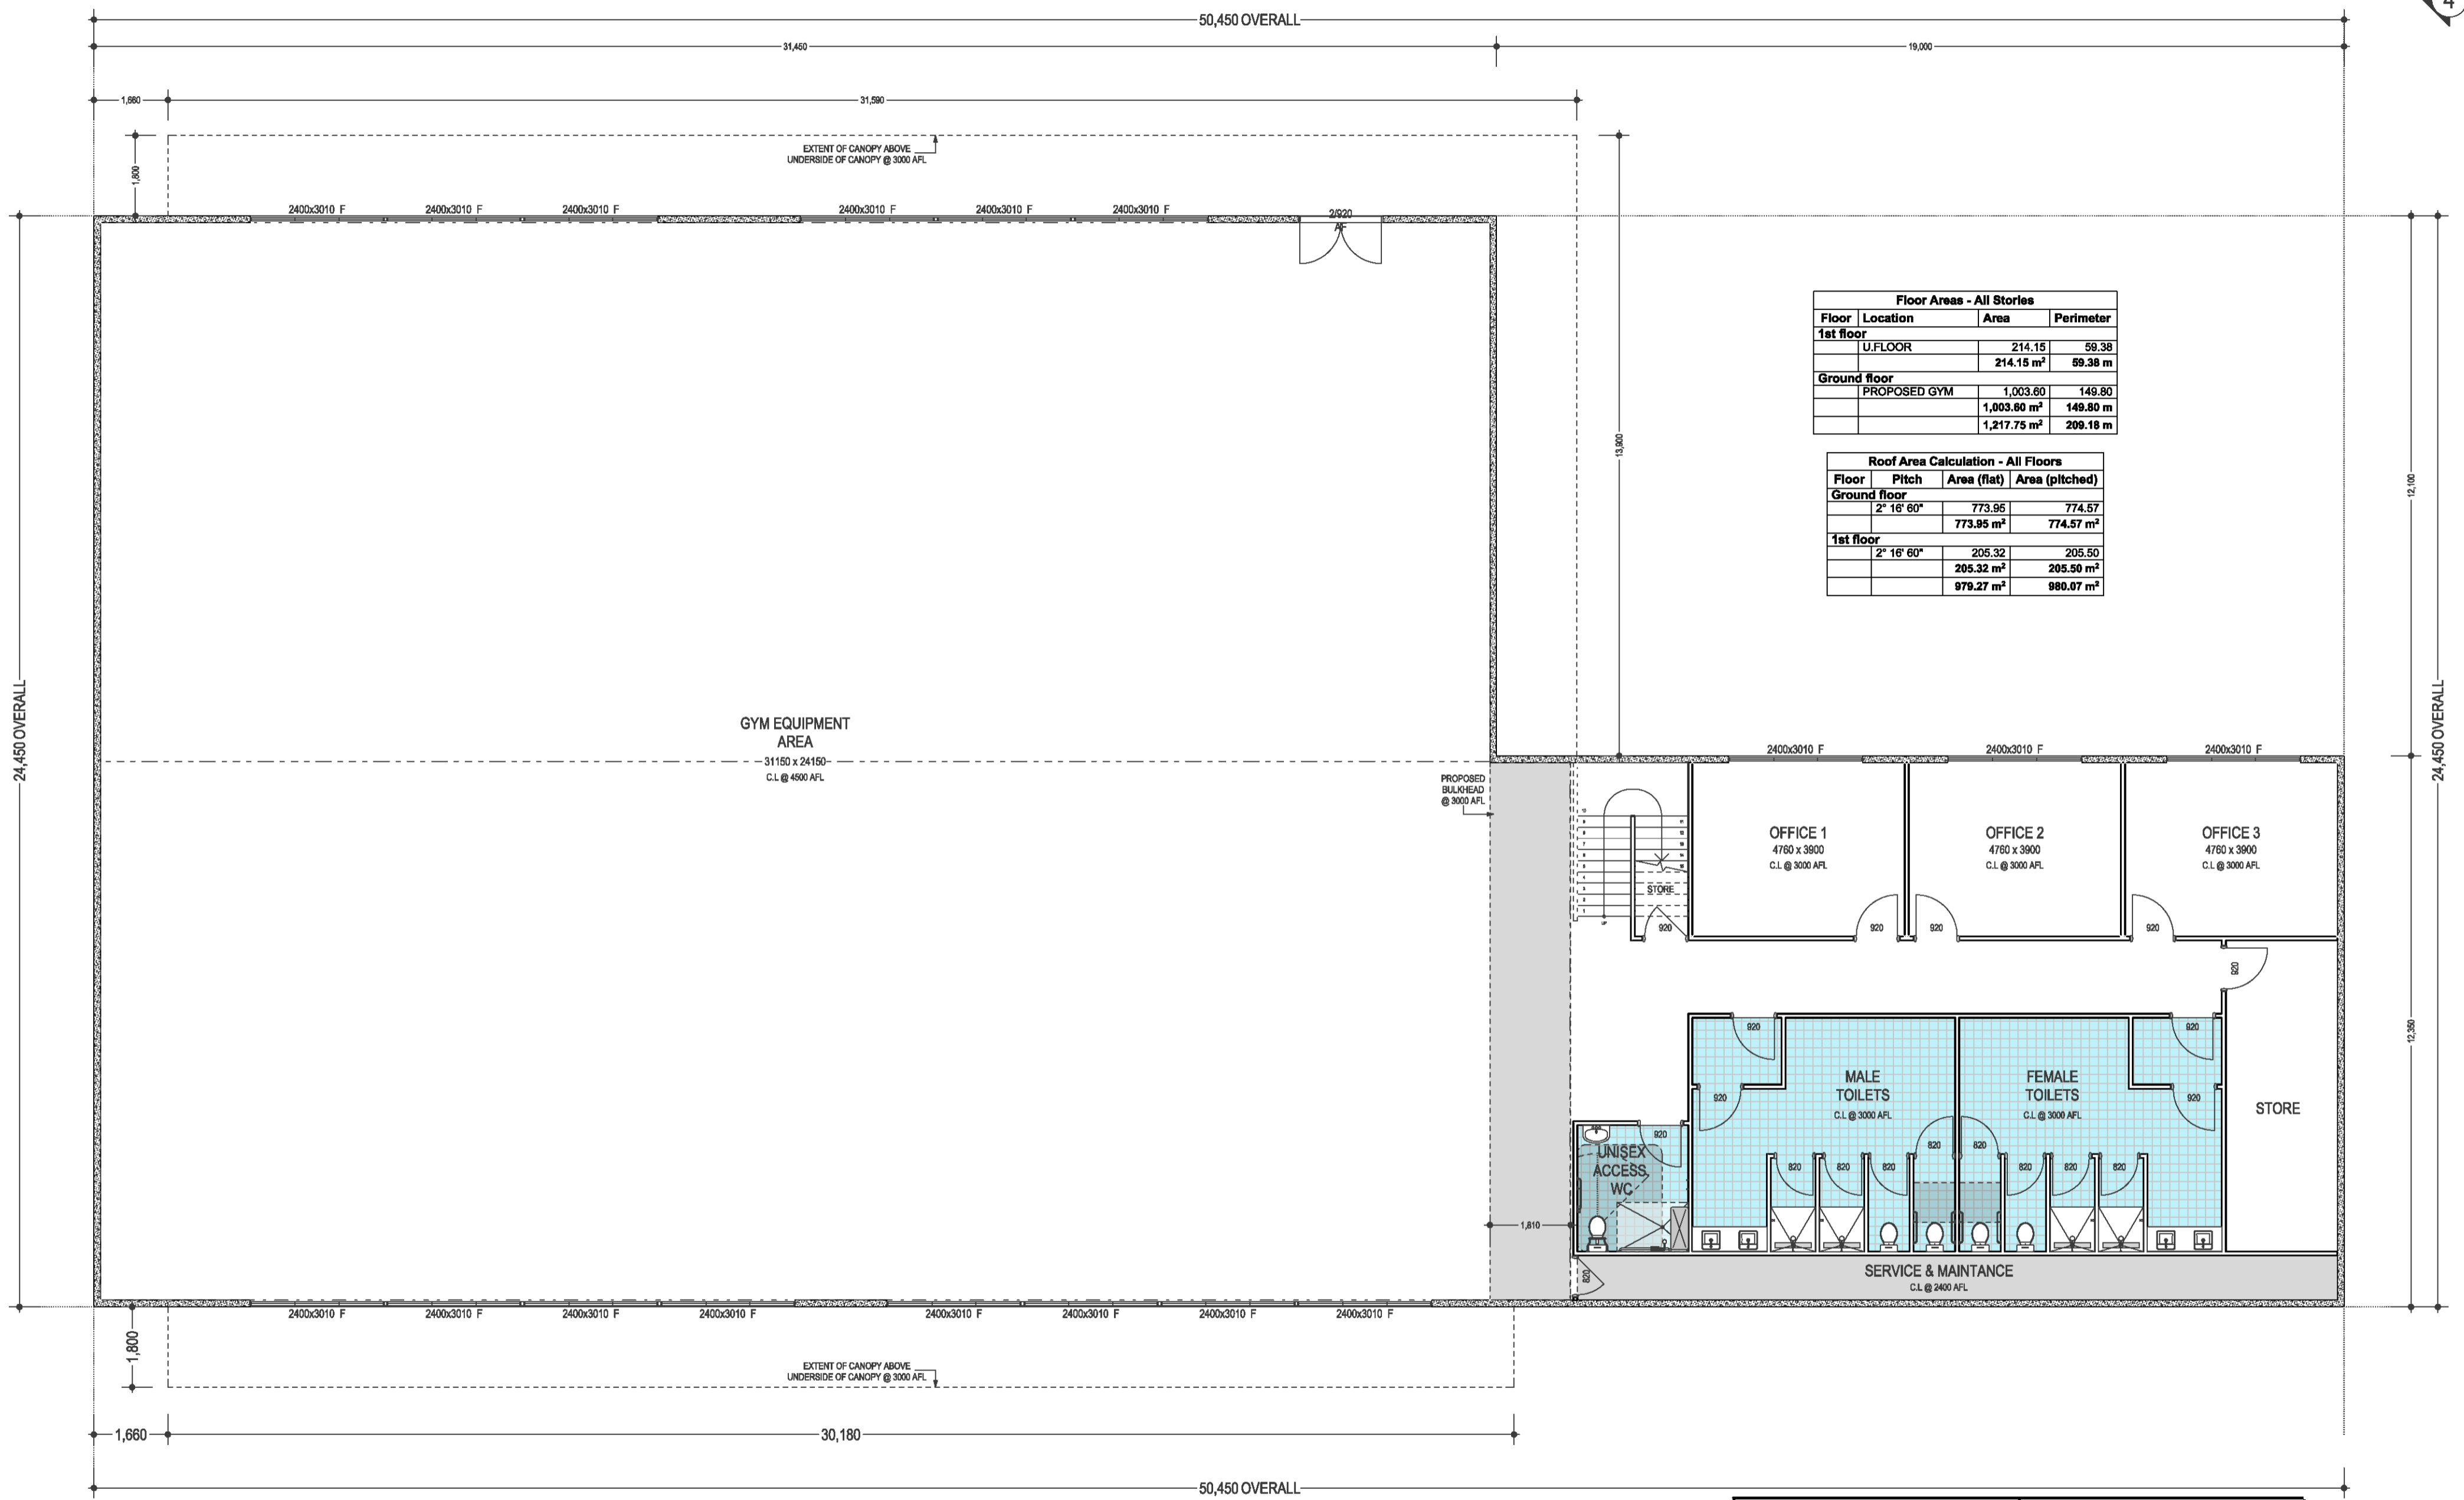 4
50,450 OVERALL
31,450
19,000
1,660
31,590
EXTENT OF CANOPY ABOVE
UNDERSIDE OF CANOPY @ 3000 AFL
1,800
2400x3010 F
2400x3010 F
2400x3010 F
2400x3010 F
2400x3010 F
2400x3010 F
2/920
AF
Floor Areas - All Stories
Floor Location Area Perimeter
1st floor
U.FLOOR 214.15 59.38
214.15 m² 59.38 m
Ground floor
PROPOSED GYM 1,003.60 149.80
1,003.60 m² 149.80 m
1,217.75 m² 209.18 m
Roof Area Calculation - All Floors
Floor Pitch Area (flat) Area (pitched)
Ground floor
2° 16' 60" 773.95 774.57
773.95 m² 774.57 m²
1st floor
2° 16' 60" 205.32 205.50
205.32 m² 205.50 m²
979.27 m² 980.07 m²
13,900
12,100
24,450 OVERALL
24,450 OVERALL
GYM EQUIPMENT
AREA
31150 x 24150
C.L @ 4500 AFL
PROPOSED
BULKHEAD
@ 3000 AFL
2400x3010 F
2400x3010 F
2400x3010 F
OFFICE 1
4760 x 3900
C.L @ 3000 AFL
OFFICE 2
4760 x 3900
C.L @ 3000 AFL
OFFICE 3
4760 x 3900
C.L @ 3000 AFL
STORE
UP
920
920
920
920
920
12,350
920
920
MALE
TOILETS
C.L @ 3000 AFL
FEMALE
TOILETS
C.L @ 3000 AFL
920
920
STORE
920
UNISEX
ACCESS
WC
820
820
820
820
820
820
820
820
1,810
820
SERVICE & MAINTANCE
C.L @ 2400 AFL
2400x3010 F
2400x3010 F
2400x3010 F
2400x3010 F
2400x3010 F
2400x3010 F
2400x3010 F
2400x3010 F
1,800
EXTENT OF CANOPY ABOVE
UNDERSIDE OF CANOPY @ 3000 AFL
1,660
30,180
50,450 OVERALL